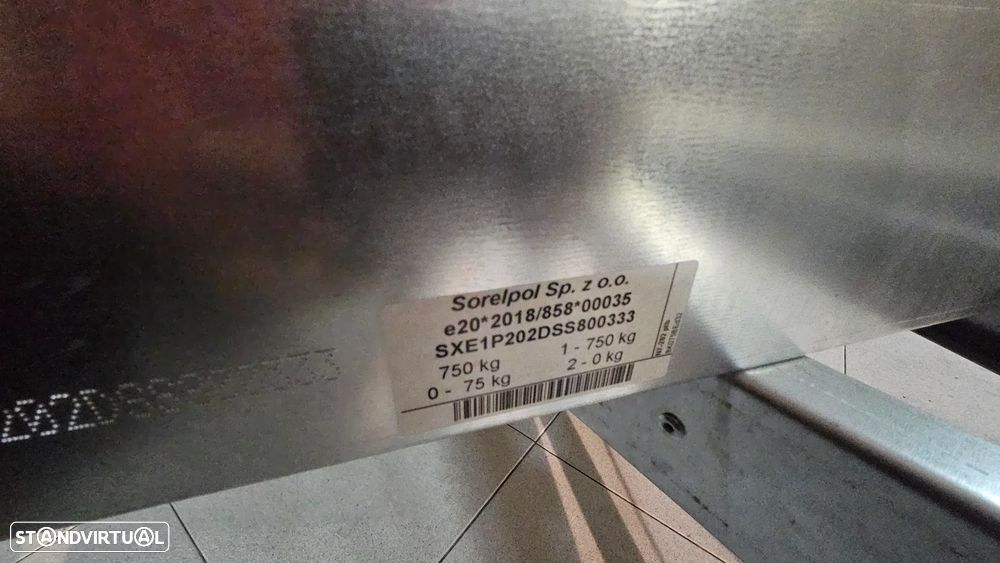 Sorelpol Sp. z o.o.
e20*2018/858*00035
SXE1P202DSS800333
750 kg 1 - 750 kg
0 - 75 kg 2 - 0 kg
STANDVIRTUAL